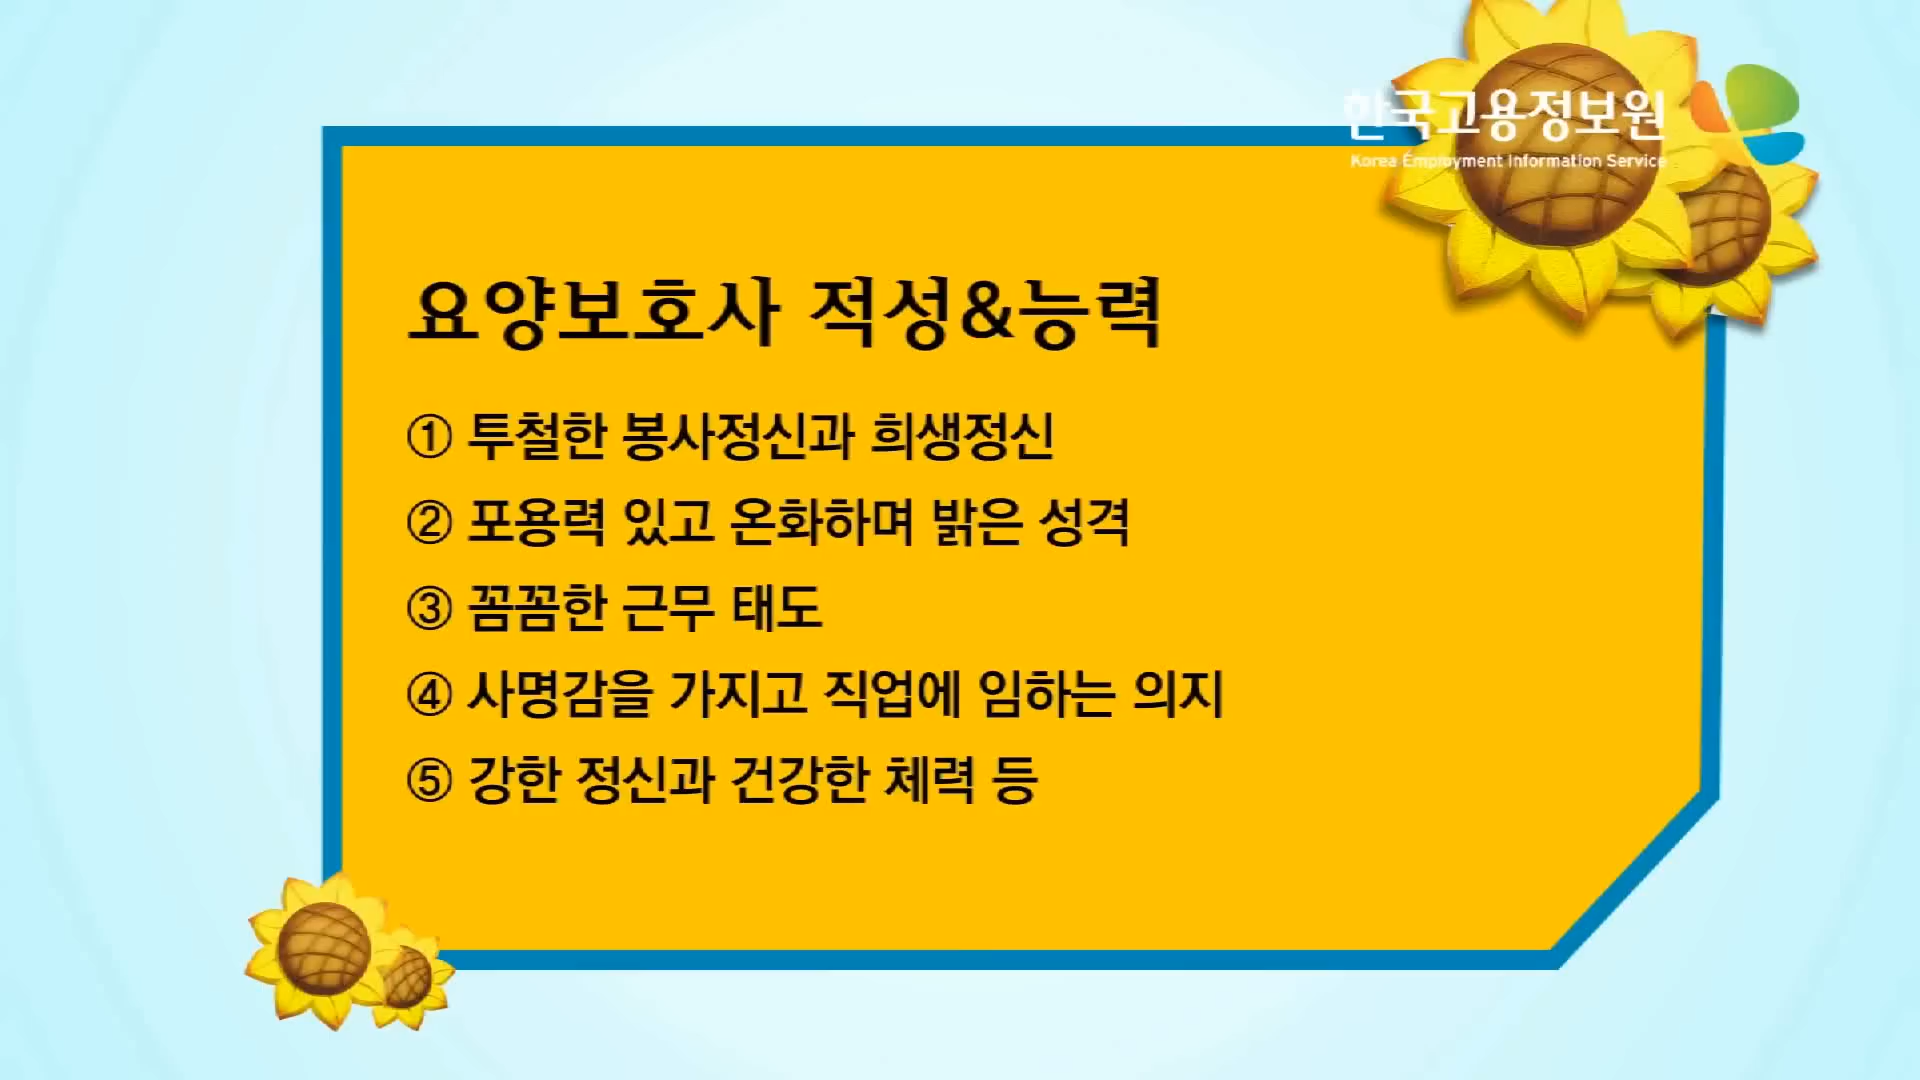 한국고용정보원
Korea Employment Information Service
요양보호사 적성&능력
① 투철한 봉사정신과 희생정신
② 포용력 있고 온화하며 밝은 성격
③ 꼼꼼한 근무 태도
④ 사명감을 가지고 직업에 임하는 의지
⑤ 강한 정신과 건강한 체력 등